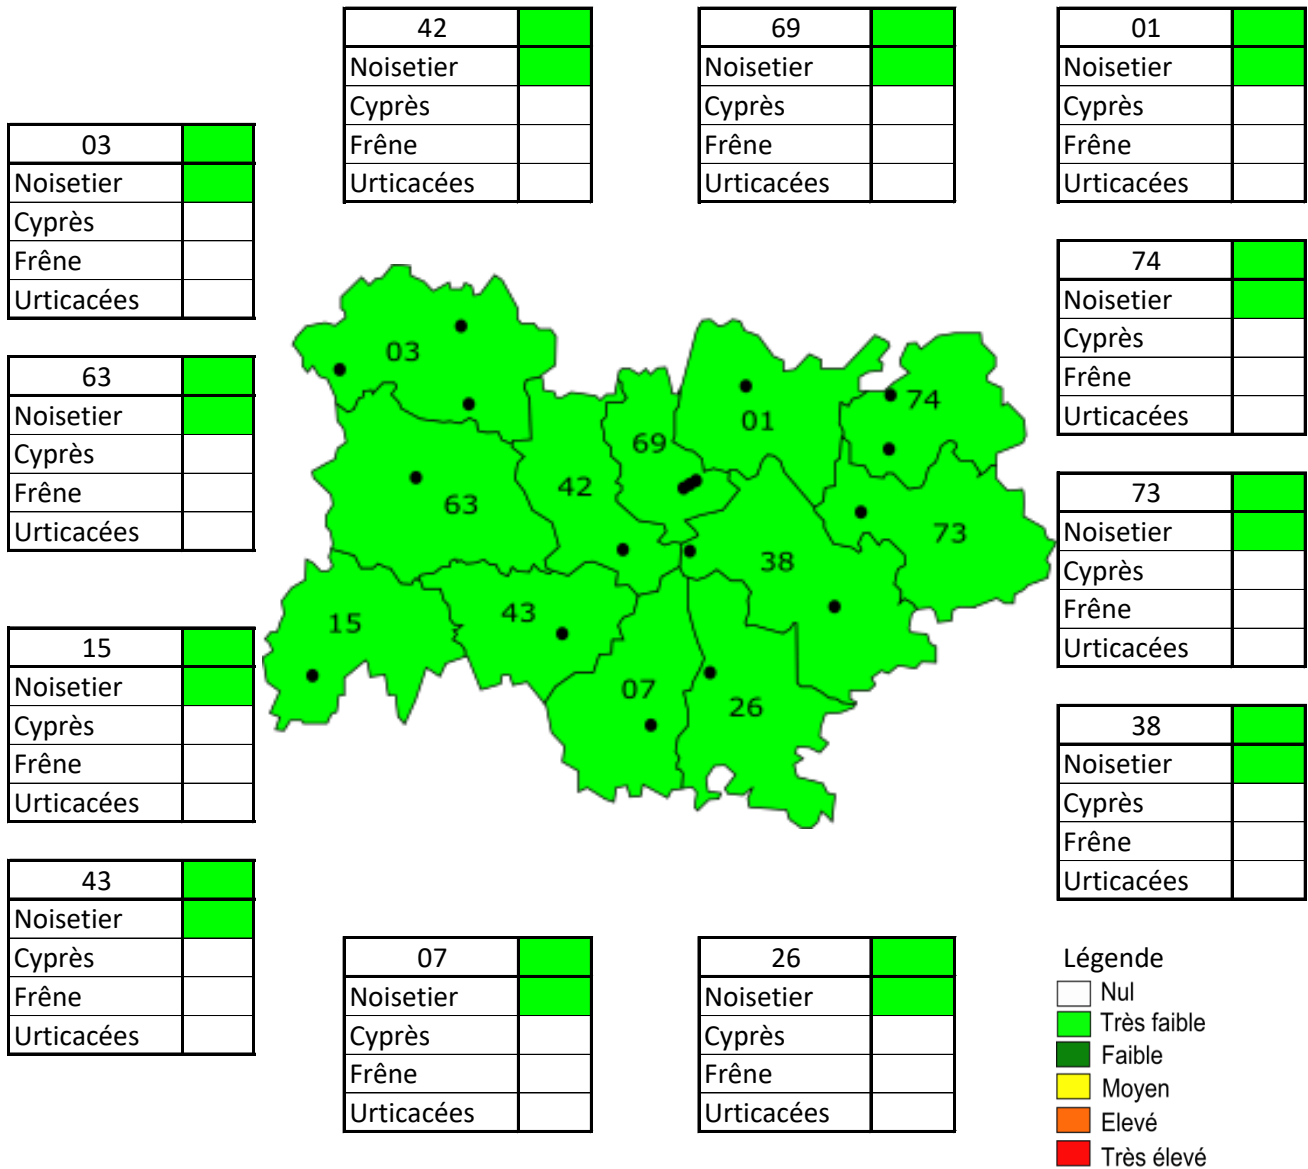 42
Noisetier
Cyprès
Frêne
Urticacées
69
Noisetier
Cyprès
Frêne
Urticacées
01
Noisetier
Cyprès
Frêne
Urticacées
03
Noisetier
Cyprès
Frêne
Urticacées
74
Noisetier
Cyprès
Frêne
Urticacées
63
Noisetier
Cyprès
Frêne
Urticacées
03
74
01
69
42
63
73
38
43
15
07
26
73
Noisetier
Cyprès
Frêne
Urticacées
15
Noisetier
Cyprès
Frêne
Urticacées
38
Noisetier
Cyprès
Frêne
Urticacées
43
Noisetier
Cyprès
Frêne
Urticacées
07
Noisetier
Cyprès
Frêne
Urticacées
26
Noisetier
Cyprès
Frêne
Urticacées
Légende
Nul
Très faible
Faible
Moyen
Elevé
Très élevé